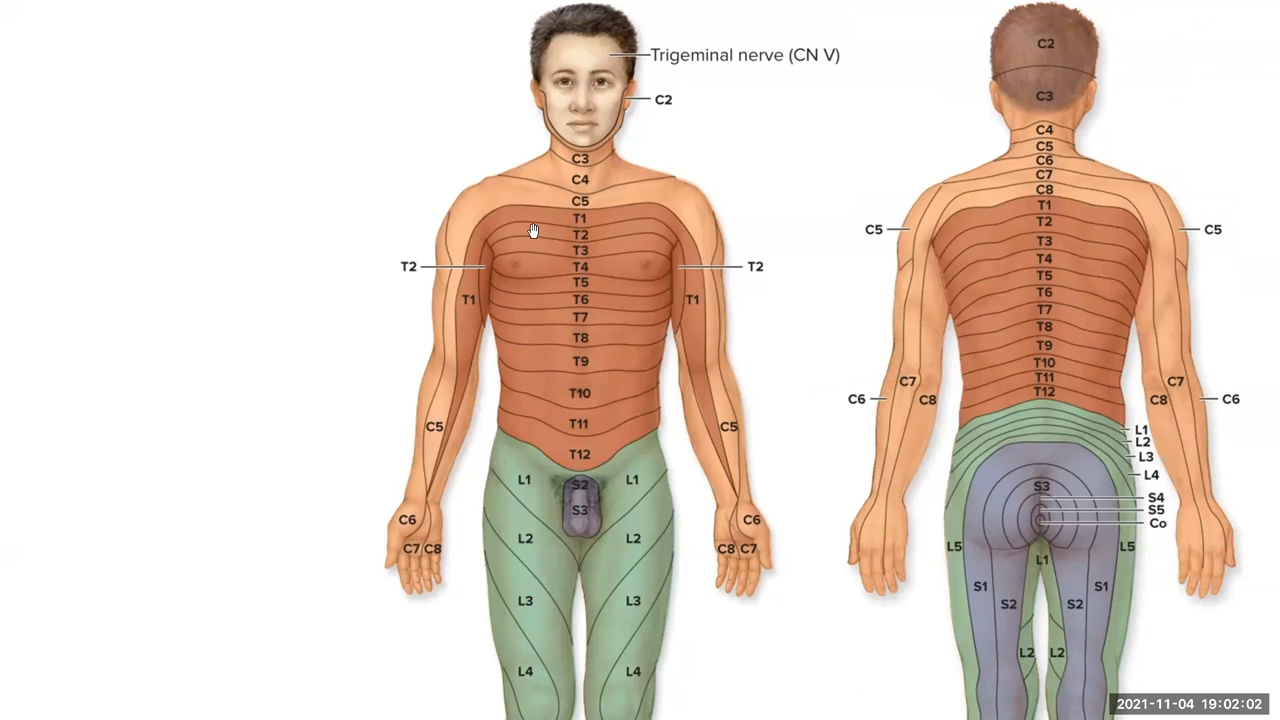 Trigeminal nerve (CN V)
C2
C3
C4
C5
T1
T2
T3
T2
T4
T2
T5
T1
T6
T1
T7
T8
T9
T10
C5
T11
C5
T12
L1
S2
L1
S3
C6
C6
C7 C8
L2
L2
C8 C7
L3
L3
L4
L4
C2
C3
C4
C5
C6
C7
C8
T1
T2
C5
C5
T3
T4
T5
T6
T7
T8
T9
T10
T11
T12
C7
C7
C6
C8
C8
C6
L1
L2
L3
L4
S3
S4
S5
Co
L5
L5
L1
S1
S1
S2
S2
L2
L2
2021-11-04 19:02:02